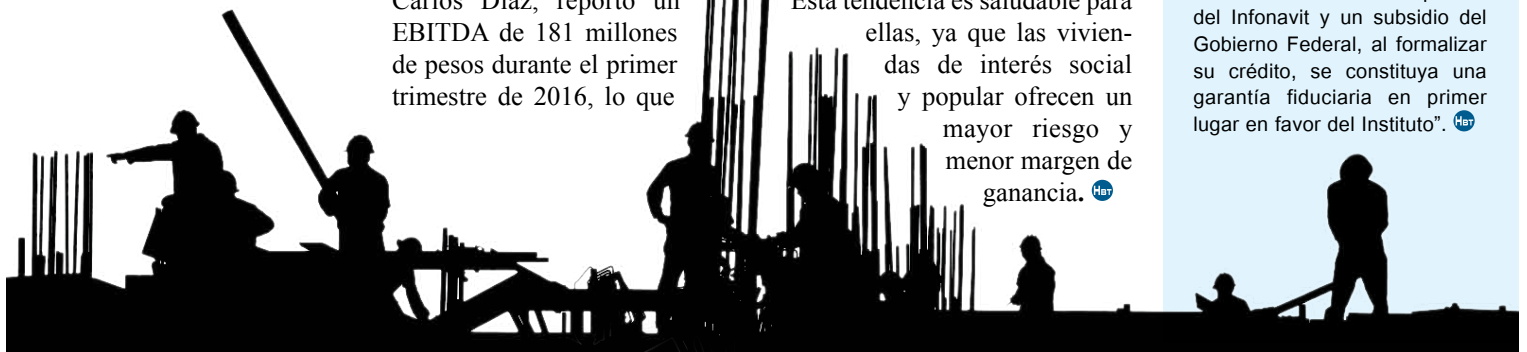 Carlos Díaz, reportó un
EBITDA de 181 millones
de pesos durante el primer
trimestre de 2016, lo que
Esta tendencia es saludable para
ellas, ya que las vivien-
das de interés social
y popular ofrecen un
mayor riesgo y
menor margen de
ganancia.
HBT
del Infonavit y un subsidio del
Gobierno Federal, al formalizar
su crédito, se constituya una
garantía fiduciaria en primer
lugar en favor del Instituto”.
HBT